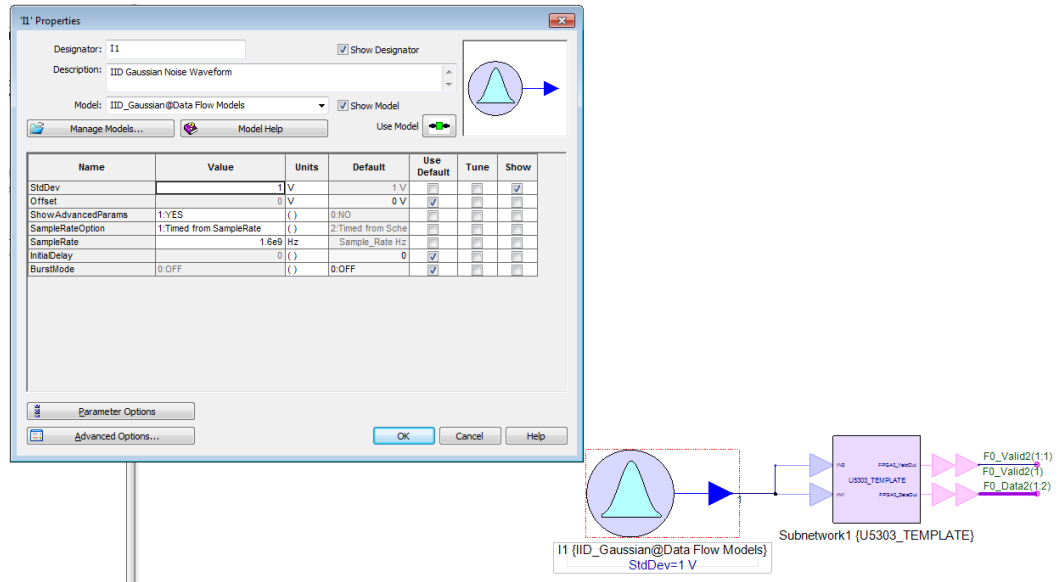 'I1' Properties
Designator: I1
Show Designator
Description: IID Gaussian Noise Waveform
Model: IID_Gaussian@Data Flow Models
Show Model
Manage Models...
Model Help
Use Model
Name Value Units Default Use Default Tune Show
StdDev 1 V 1 V
Offset 0 V 0 V
ShowAdvancedParams 1:YES ( ) 0:NO
SampleRateOption 1:Timed from SampleRate ( ) 2:Timed from Sche
SampleRate 1.6e9 Hz Sample_Rate Hz
InitialDelay 0 ( ) 0
BurstMode 0:OFF ( ) 0:OFF
Parameter Options
Advanced Options...
OK Cancel Help
F0_Valid2(1:1)
IN2 FPGA0_ValidOut
F0_Valid2(1)
U5303_TEMPLATE
F0_Data2(1:2)
IN1 FPGA0_DataOut
Subnetwork1 {U5303_TEMPLATE}
I1 {IID_Gaussian@Data Flow Models}
StdDev=1 V